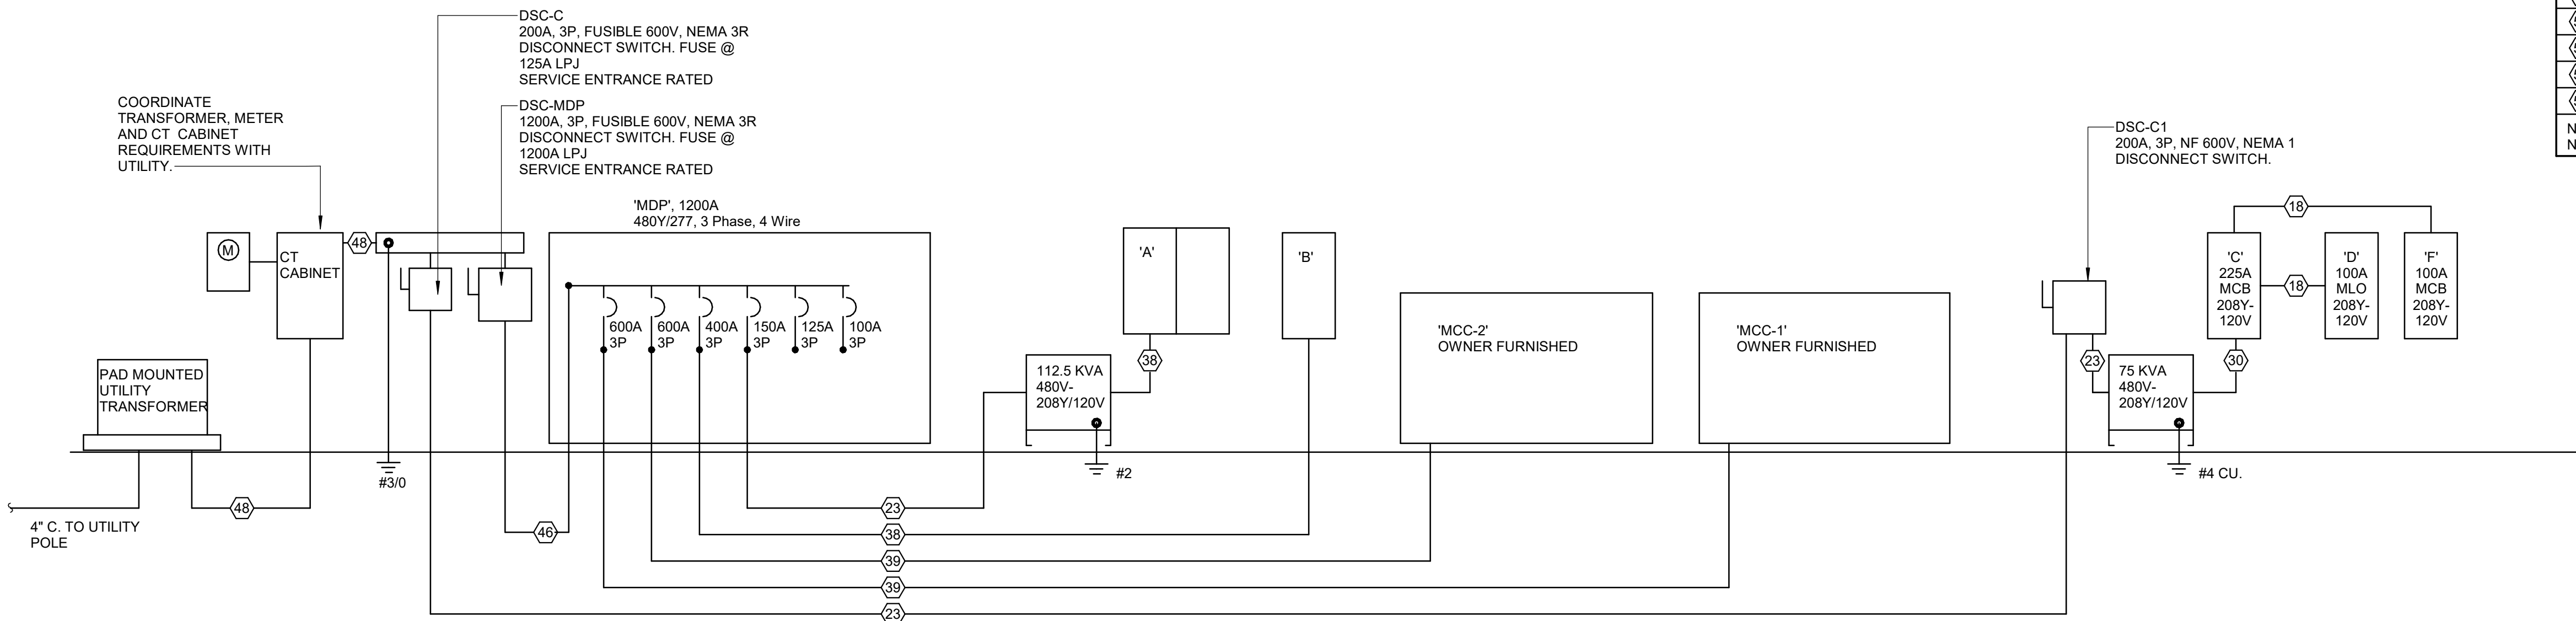 DSC-C
200A, 3P, FUSIBLE 600V, NEMA 3R
DISCONNECT SWITCH. FUSE @
125A LPJ
SERVICE ENTRANCE RATED
COORDINATE
TRANSFORMER, METER
AND CT CABINET
REQUIREMENTS WITH
UTILITY.
DSC-MDP
1200A, 3P, FUSIBLE 600V, NEMA 3R
DISCONNECT SWITCH. FUSE @
1200A LPJ
SERVICE ENTRANCE RATED
DSC-C1
200A, 3P, NF 600V, NEMA 1
DISCONNECT SWITCH.
N
N
'MDP', 1200A
480Y/277, 3 Phase, 4 Wire
M
CT
CABINET
48
600A
3P
600A
3P
400A
3P
150A
3P
125A
3P
100A
3P
'A'
'B'
'MCC-2'
OWNER FURNISHED
'MCC-1'
OWNER FURNISHED
18
'C'
225A
MCB
208Y-
120V
18
'D'
100A
MLO
208Y-
120V
'F'
100A
MCB
208Y-
120V
PAD MOUNTED
UTILITY
TRANSFORMER
112.5 KVA
480V-
208Y/120V
38
23
75 KVA
480V-
208Y/120V
30
#3/0
#2
#4 CU.
48
4" C. TO UTILITY
POLE
46
23
38
39
39
23